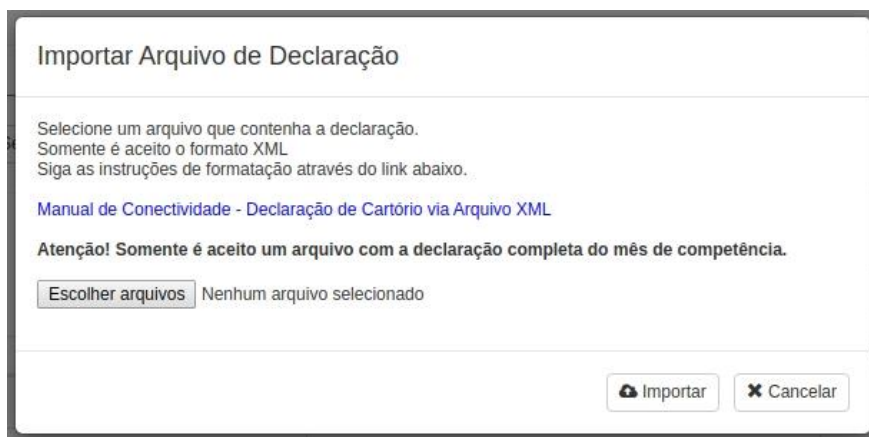 Importar Arquivo de Declaração
Selecione um arquivo que contenha a declaração.
Somente é aceito o formato XML
Siga as instruções de formatação através do link abaixo.
Manual de Conectividade - Declaração de Cartório via Arquivo XML
Atenção! Somente é aceito um arquivo com a declaração completa do mês de competência.
Escolher arquivos Nenhum arquivo selecionado
Importar Cancelar